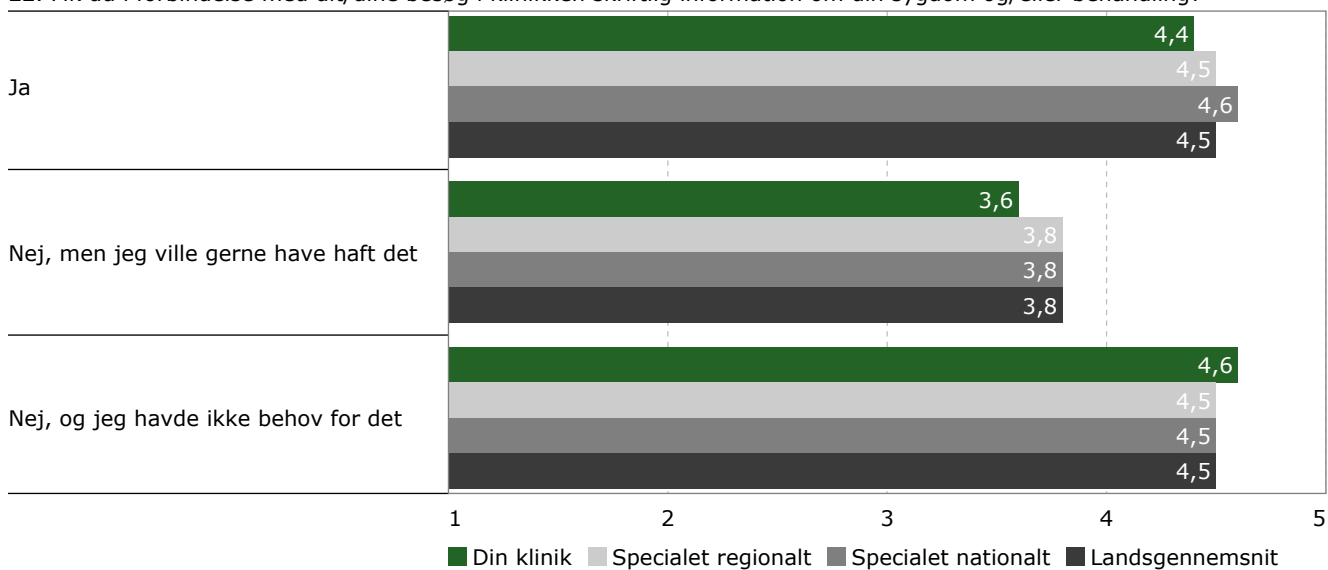 Ja
4,4
4,5
4,6
4,5
Nej, men jeg ville gerne have haft det
3,6
3,8
3,8
3,8
Nej, og jeg havde ikke behov for det
4,6
4,5
4,5
4,5
1 2 3 4 5
Din klinik Specialet regionalt Specialet nationalt Landsgennemsnit